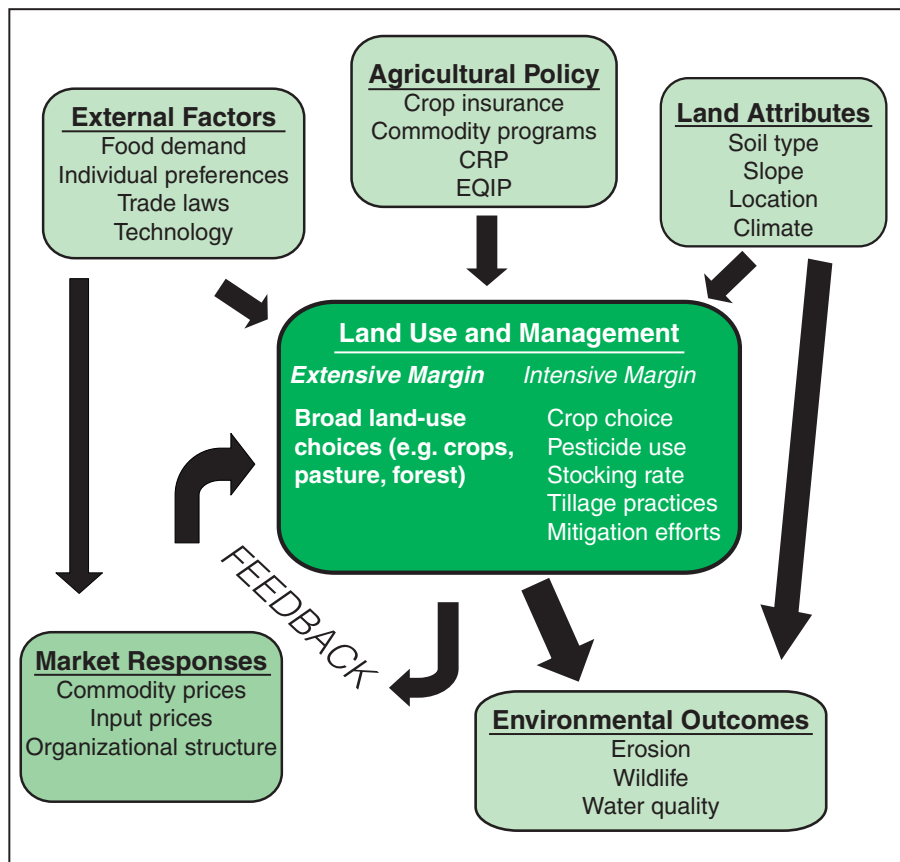 External Factors
Food demand
Individual preferences
Trade laws
Technology
Agricultural Policy
Crop insurance
Commodity programs
CRP
EQIP
Land Attributes
Soil type
Slope
Location
Climate
Land Use and Management
Extensive Margin
Broad land-use
choices (e.g. crops,
pasture, forest)
Intensive Margin
Crop choice
Pesticide use
Stocking rate
Tillage practices
Mitigation efforts
FEEDBACK
Market Responses
Commodity prices
Input prices
Organizational structure
Environmental Outcomes
Erosion
Wildlife
Water quality